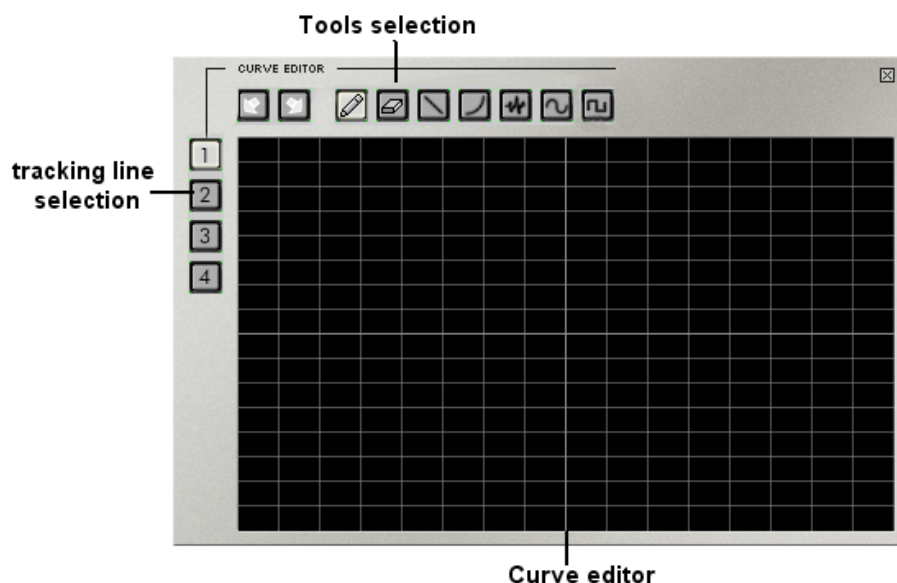 Tools selection
CURVE EDITOR
1
tracking line
selection
2
3
4
Curve editor